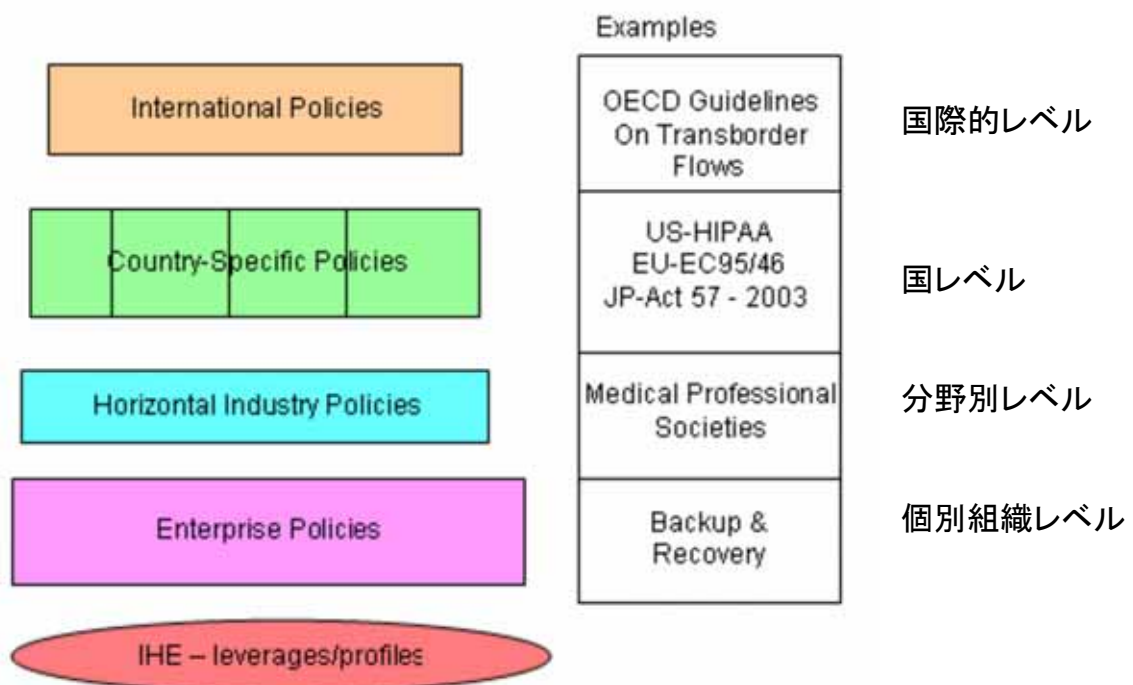 Examples
International Policies
OECD Guidelines
On Transborder
Flows
国際的レベル
Country-Specific Policies
US-HIPAA
EU-EC95/46
JP-Act 57 - 2003
国レベル
Horizontal Industry Policies
Medical Professional
Societies
分野別レベル
Enterprise Policies
Backup &
Recovery
個別組織レベル
IHE – leverages/profiles